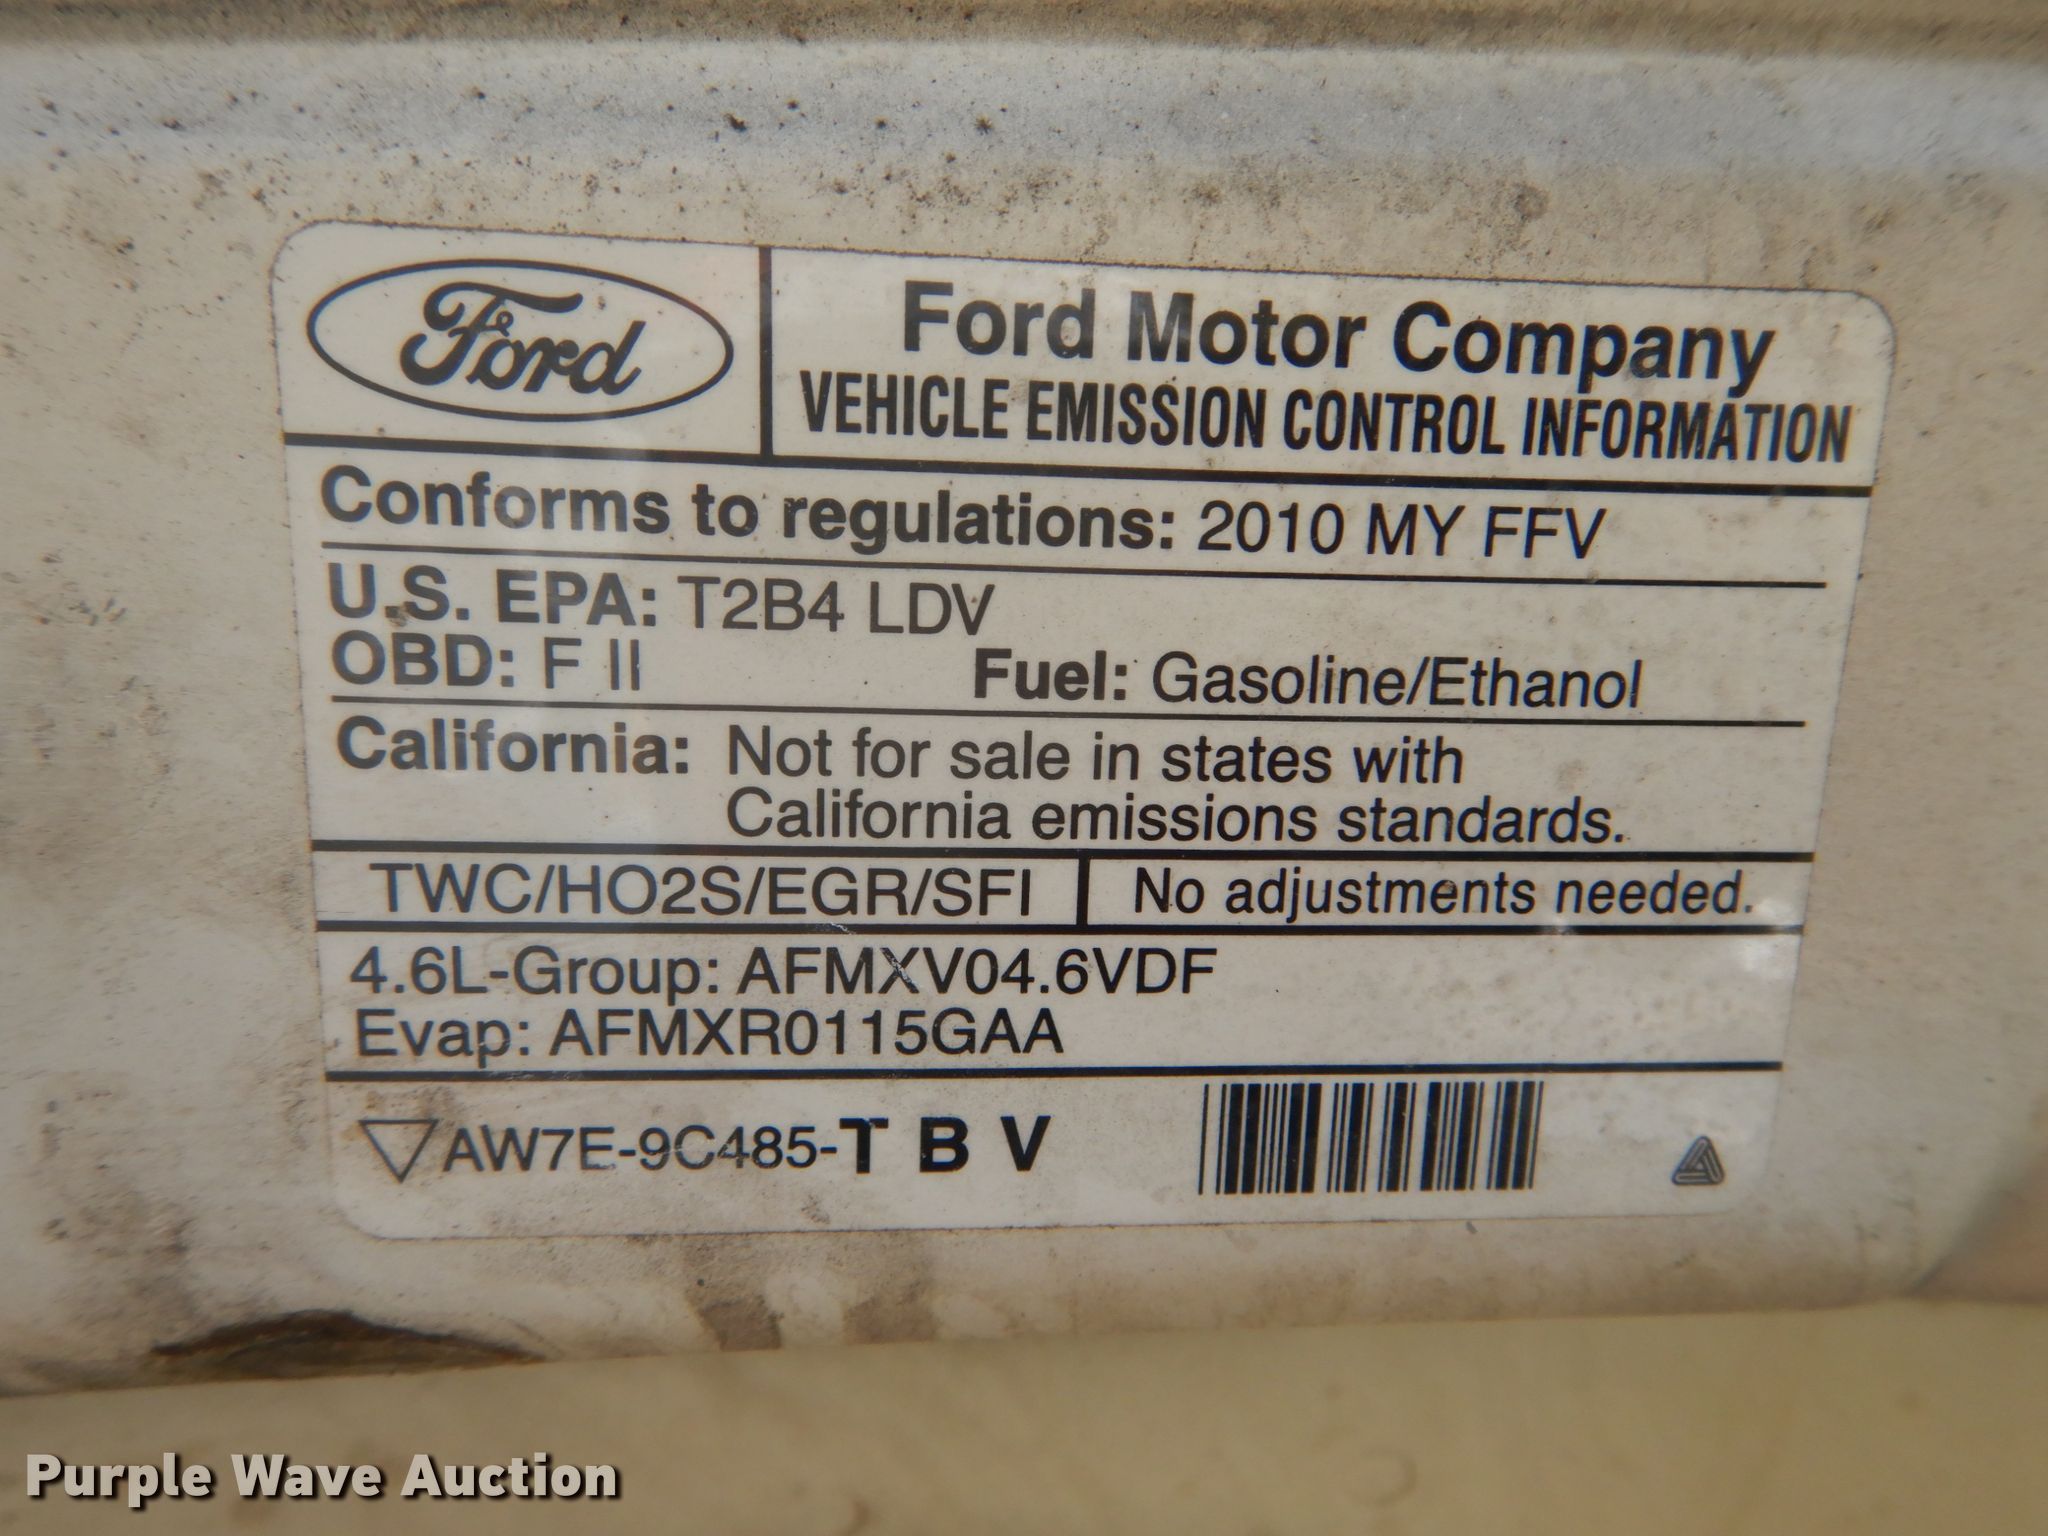 Ford
Ford Motor Company
VEHICLE EMISSION CONTROL INFORMATION
Conforms to regulations: 2010 MY FFV
U.S. EPA: T2B4 LDV
OBD: F II Fuel: Gasoline/Ethanol
California: Not for sale in states with
California emissions standards.
TWC/HO2S/EGR/SFI No adjustments needed.
4.6L-Group: AFMXV04.6VDF
Evap: AFMXR0115GAA
AW7E-9C485-T B V
Purple Wave Auction